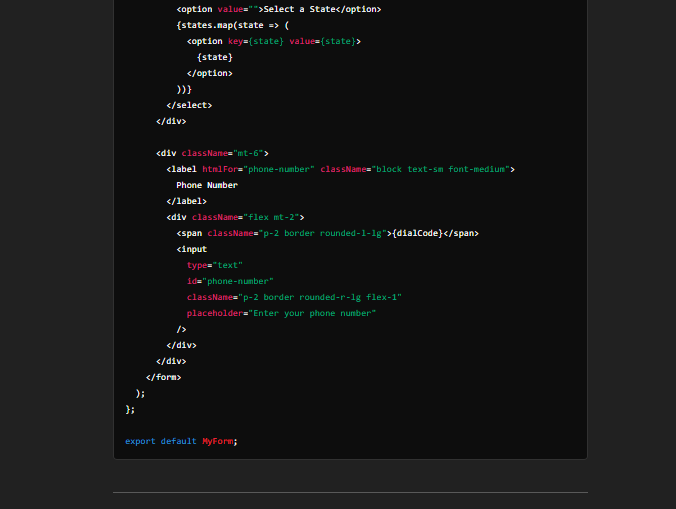 <option value="">Select a State</option>
{states.map(state => (
<option key={state} value={state}>
{state}
</option>
))}
</select>
</div>
<div className="mt-6">
<label htmlFor="phone-number" className="block text-sm font-medium">
Phone Number
</label>
<div className="flex mt-2">
<span className="p-2 border rounded-l-lg">{dialCode}</span>
<input
type="text"
id="phone-number"
className="p-2 border rounded-r-lg flex-1"
placeholder="Enter your phone number"
/>
</div>
</div>
</form>
);
};
export default MyForm;